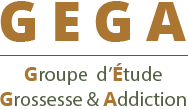 GEGA
Groupe d'Étude
Grossesse & Addiction